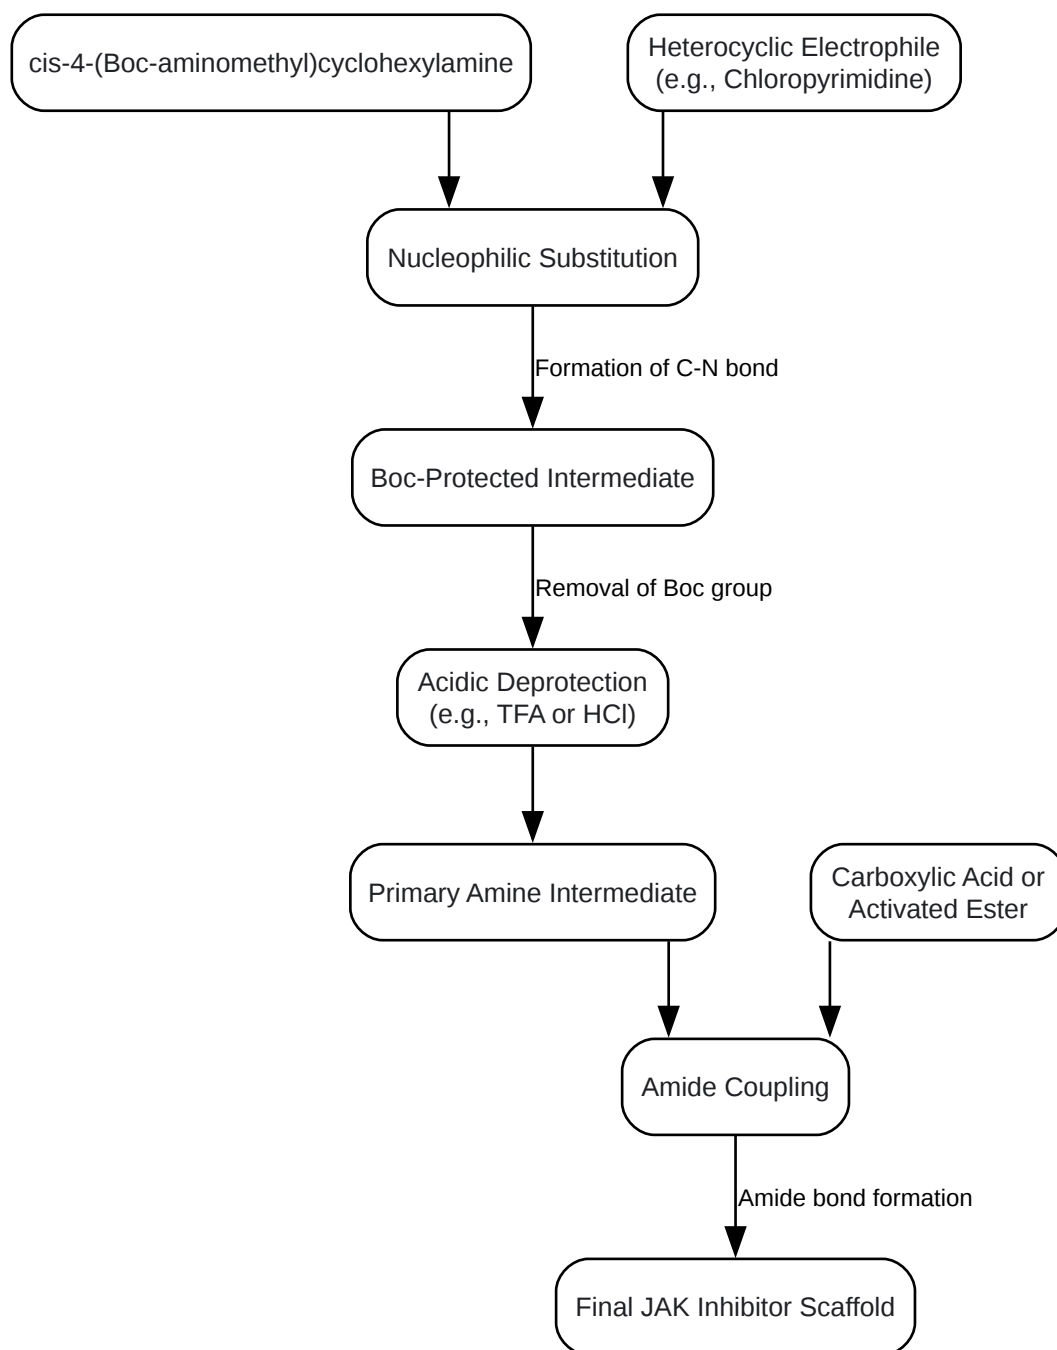 cis-4-(Boc-aminomethyl)cyclohexylamine
Heterocyclic Electrophile
(e.g., Chloropyrimidine)
Nucleophilic Substitution
Formation of C-N bond
Boc-Protected Intermediate
Removal of Boc group
Acidic Deprotection
(e.g., TFA or HCl)
Primary Amine Intermediate
Carboxylic Acid or
Activated Ester
Amide Coupling
Amide bond formation
Final JAK Inhibitor Scaffold